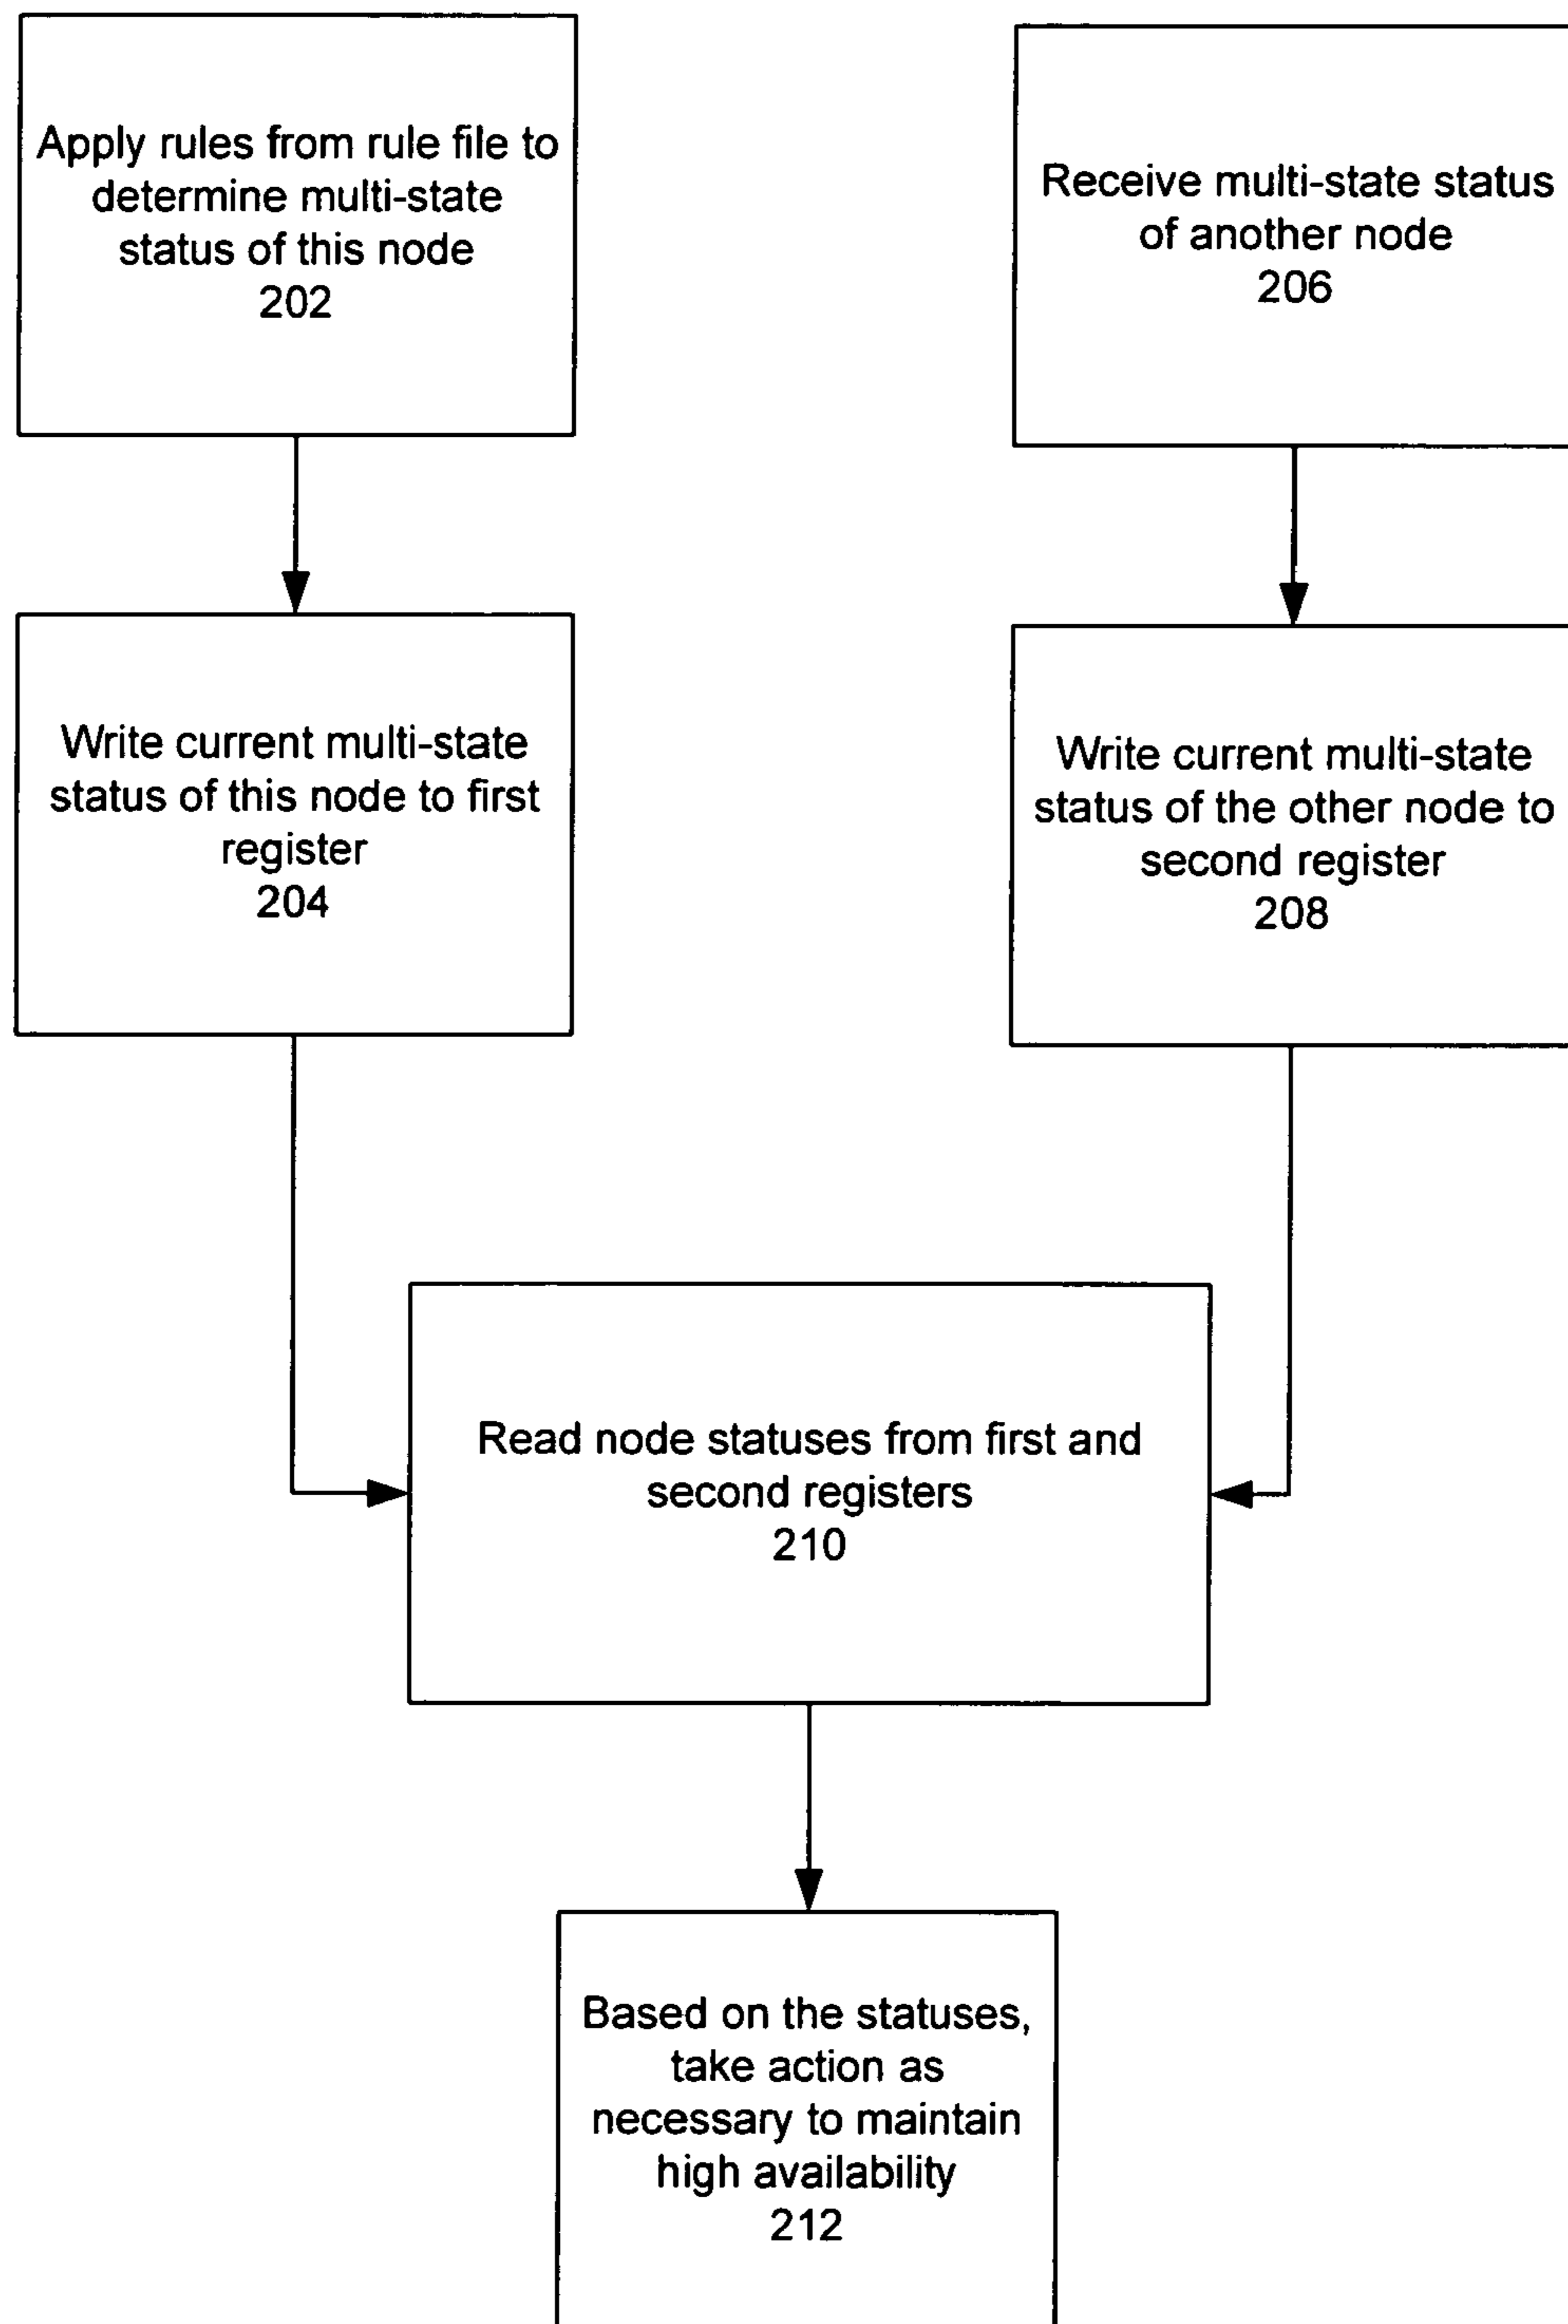 Apply rules from rule file to
determine multi-state
status of this node
202
Receive multi-state status
of another node
206
Write current multi-state
status of this node to first
register
204
Write current multi-state
status of the other node to
second register
208
Read node statuses from first and
second registers
210
Based on the statuses,
take action as
necessary to maintain
high availability
212